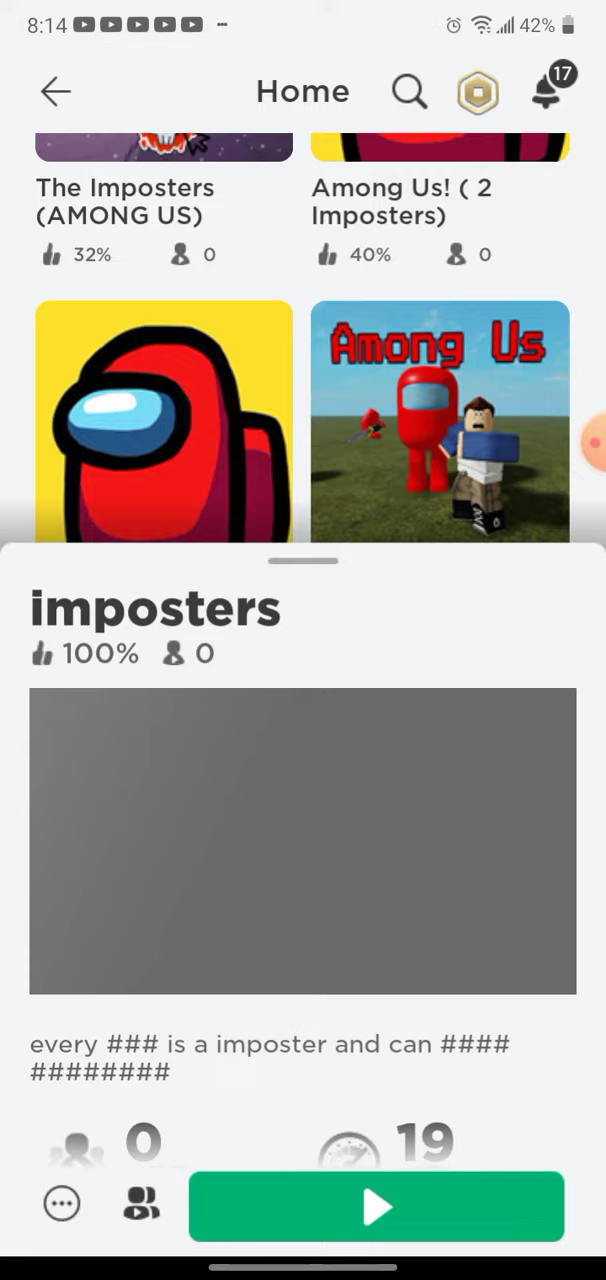 8:14 42%
Home 17
The Imposters
(AMONG US)
32% 0
Among Us! ( 2
Imposters)
40% 0
Among Us
imposters
100% 0
every ### is a imposter and can ####
########
0 19